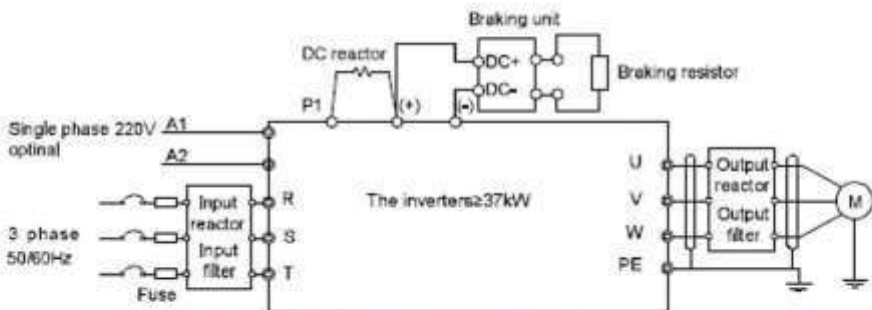 Braking unit
DC reactor
DC+
DC-
Braking resistor
P1
(+)
(-)
Single phase 220V
optinal
A1
A2
Input
reactor
Input
filter
R
S
T
3 phase
50/60Hz
Fuse
The inverters≥37kW
U
V
W
PE
Output
reactor
Output
filter
M